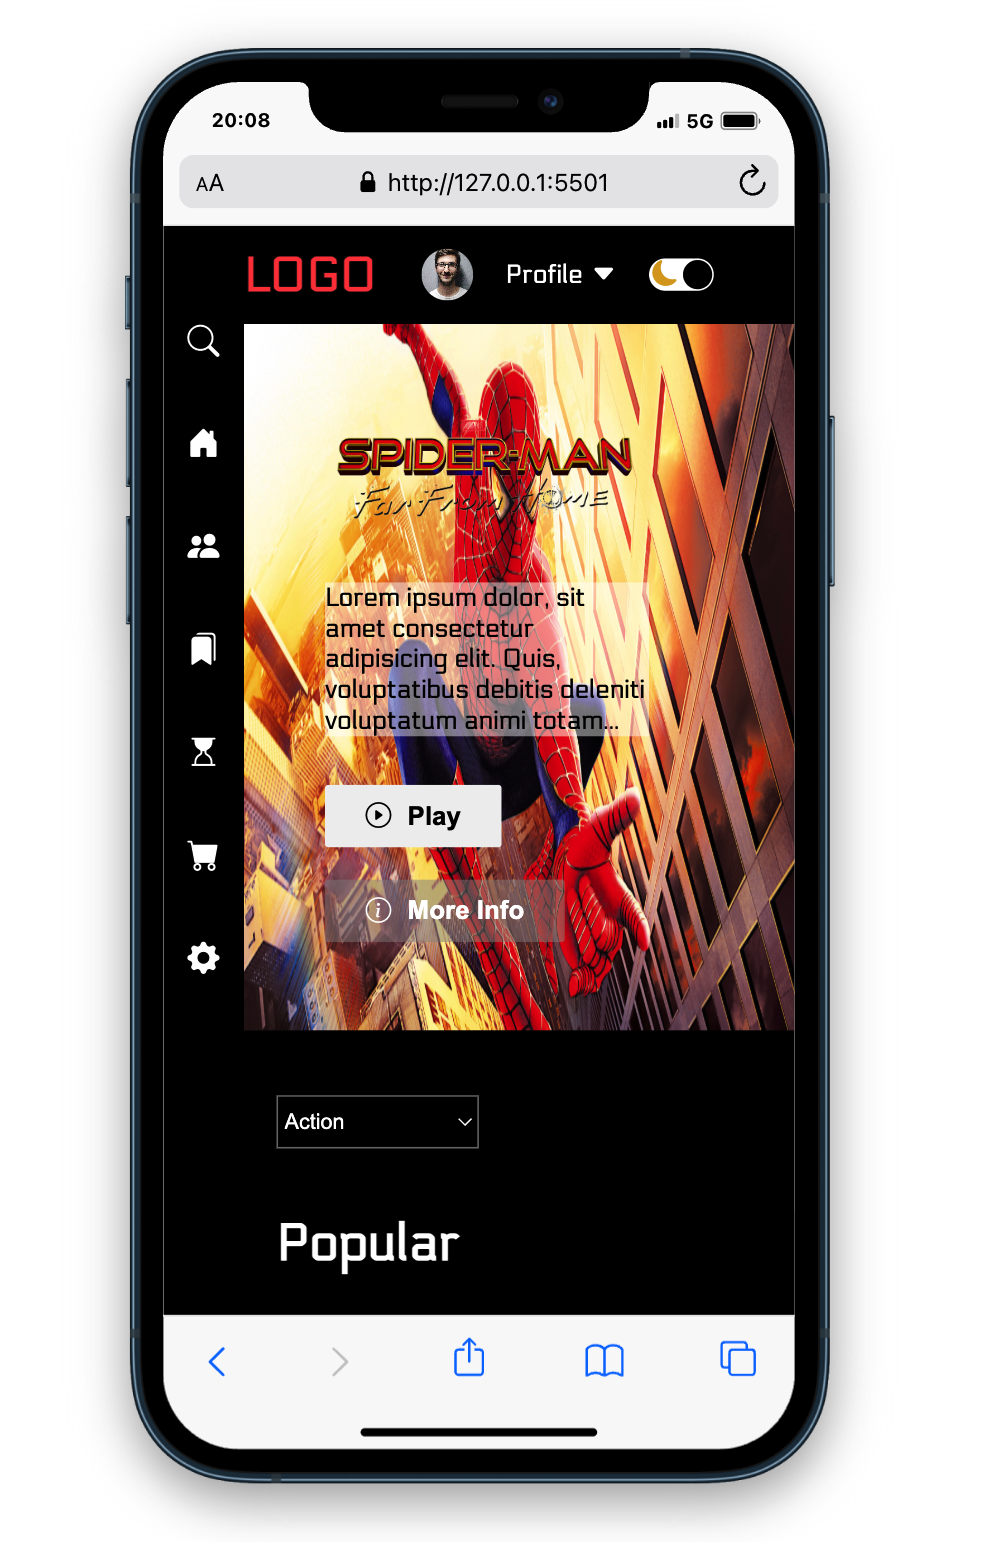 20:08
5G
AA
http://127.0.0.1:5501
LOGO
Profile
SPIDER-MAN
Far From Home
Lorem ipsum dolor, sit
amet consectetur
adipisicing elit. Quis,
voluptatibus debitis deleniti
voluptatum animi totam...
Play
More Info
Action
Popular